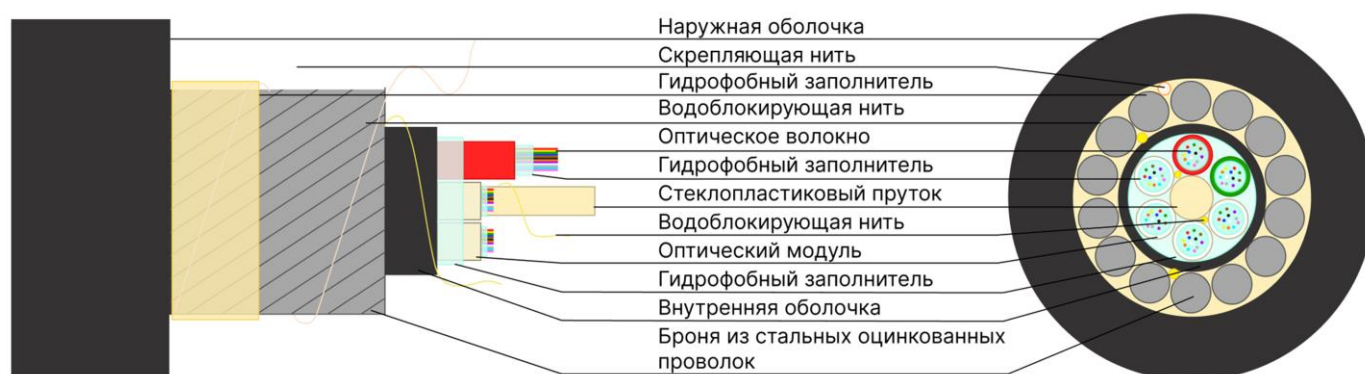 Наружная оболочка
Скрепляющая нить
Гидрофобный заполнитель
Водоблокирующая нить
Оптическое волокно
Гидрофобный заполнитель
Стеклопластиковый пруток
Водоблокирующая нить
Оптический модуль
Гидрофобный заполнитель
Внутренняя оболочка
Броня из стальных оцинкованных
проволок